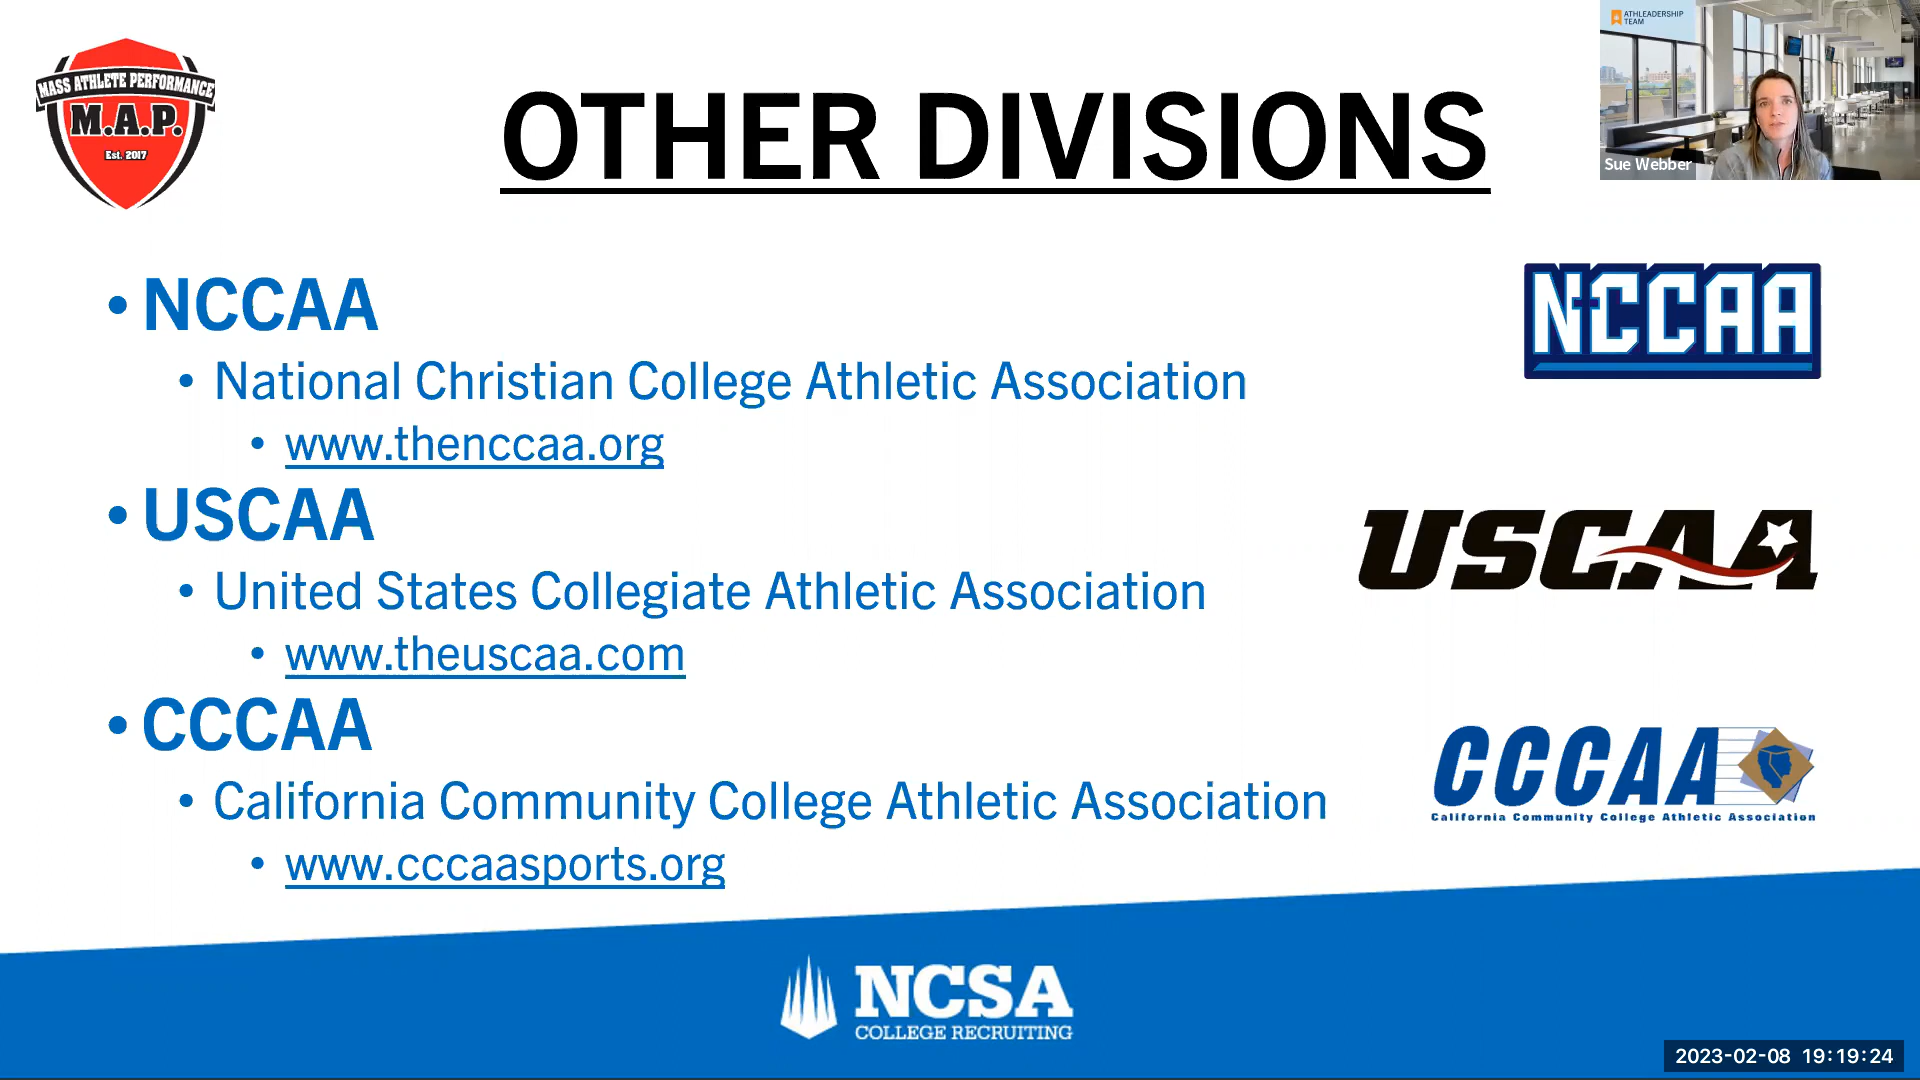 MASS ATHLETE PERFORMANCE
M.A.P.
Est. 2017
OTHER DIVISIONS
ATHLEADERSHIP
TEAM
Sue Webber
• NCCAA
• National Christian College Athletic Association
• www.thenccaa.org
NCCAA
• USCAA
• United States Collegiate Athletic Association
• www.theuscaa.com
USCAA
• CCCAA
• California Community College Athletic Association
• www.cccaasports.org
CCCAA
California Community College Athletic Association
NCSA
COLLEGE RECRUITING
2023-02-08 19:19:24